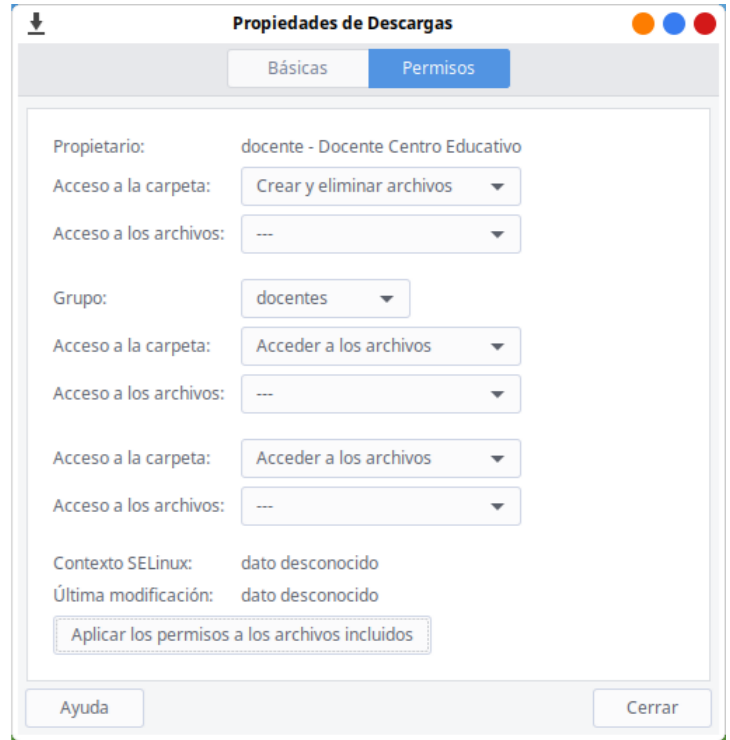 Propiedades de Descargas
Básicas Permisos
Propietario: docente - Docente Centro Educativo
Acceso a la carpeta: Crear y eliminar archivos
Acceso a los archivos: ---
Grupo: docentes
Acceso a la carpeta: Acceder a los archivos
Acceso a los archivos: ---
Acceso a la carpeta: Acceder a los archivos
Acceso a los archivos: ---
Contexto SELinux: dato desconocido
Última modificación: dato desconocido
Aplicar los permisos a los archivos incluidos
Ayuda Cerrar